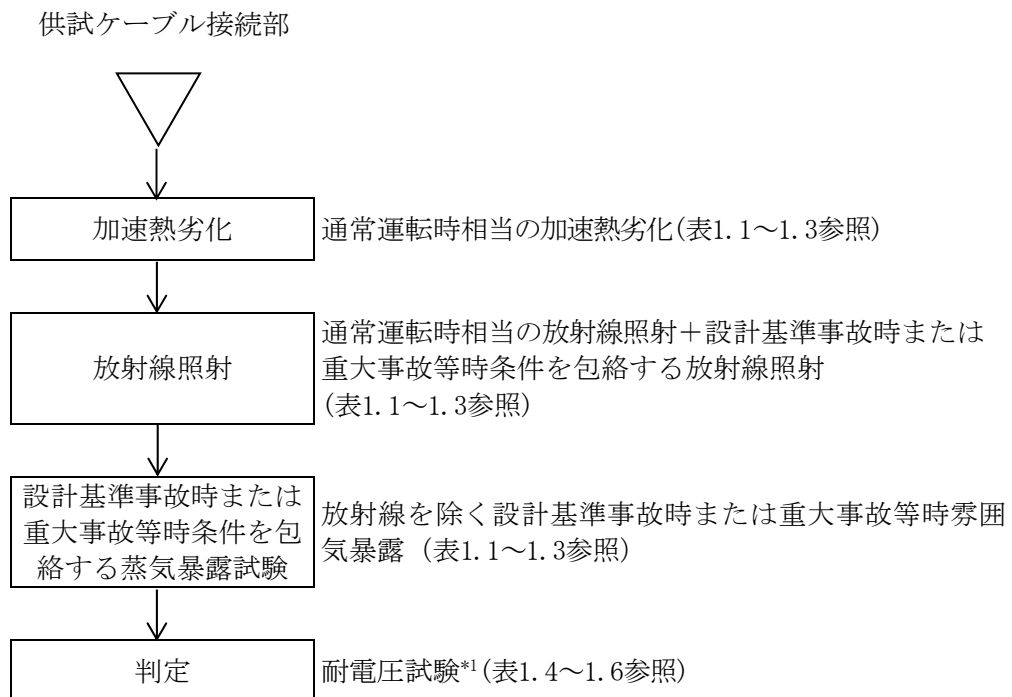 供試ケーブル接続部
加速熱劣化
通常運転時相当の加速熱劣化(表1.1～1.3参照)
放射線照射
通常運転時相当の放射線照射＋設計基準事故時または
重大事故等時条件を包絡する放射線照射
(表1.1～1.3参照)
設計基準事故時または
重大事故等時条件を包
絡する蒸気暴露試験
放射線を除く設計基準事故時または重大事故等時雰囲
気暴露 (表1.1～1.3参照)
判定
耐電圧試験*1(表1.4～1.6参照)